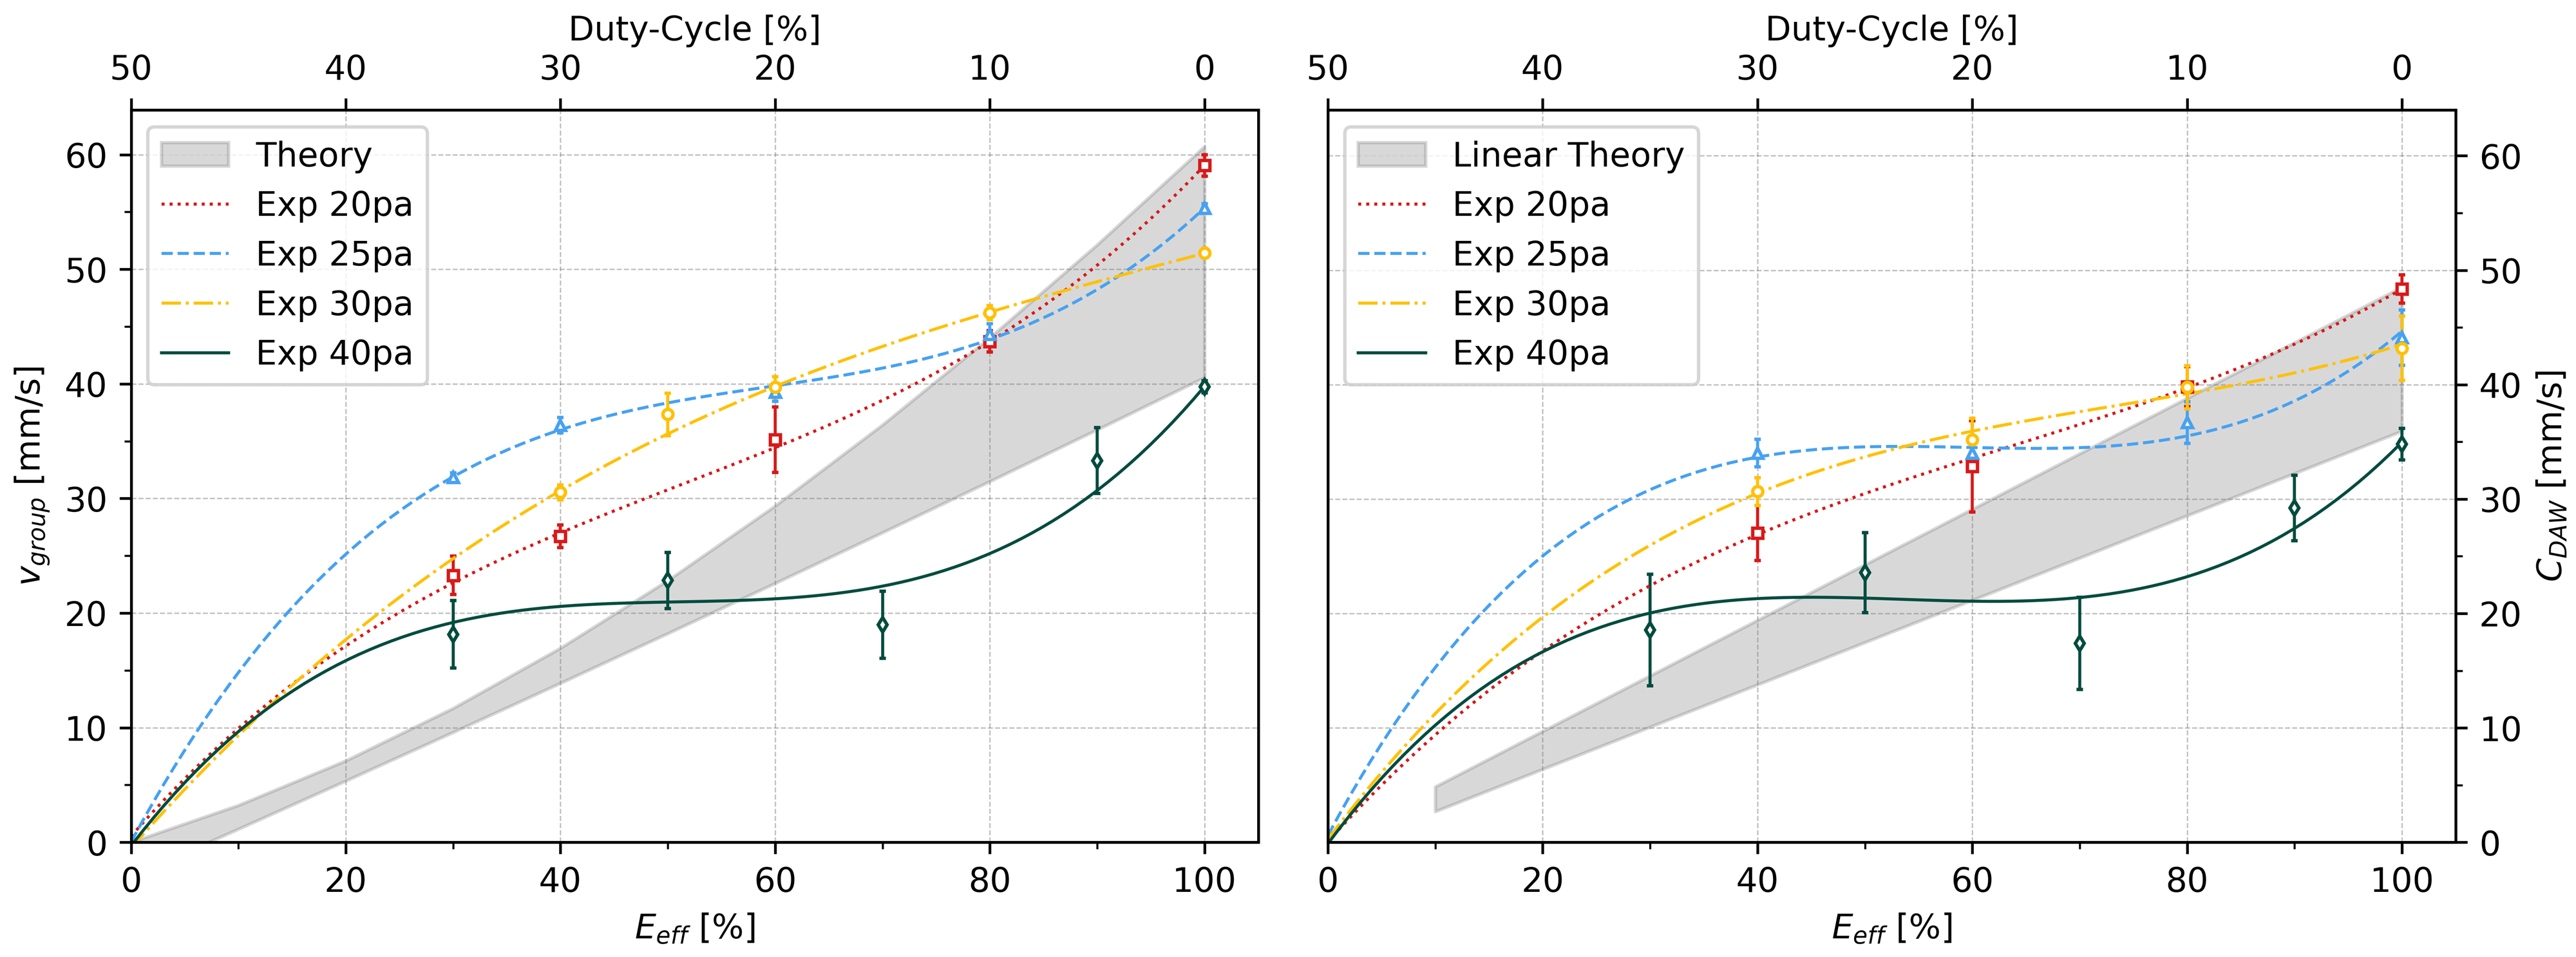 Duty-Cycle [%]
50 40 30 20 10 0
Theory
Exp 20pa
Exp 25pa
Exp 30pa
Exp 40pa
60
50
40
30
20
10
0
v_group [mm/s]
0 20 40 60 80 100
E_eff [%]
Duty-Cycle [%]
50 40 30 20 10 0
Linear Theory
Exp 20pa
Exp 25pa
Exp 30pa
Exp 40pa
60
50
40
30
20
10
0
C_DAW [mm/s]
0 20 40 60 80 100
E_eff [%]